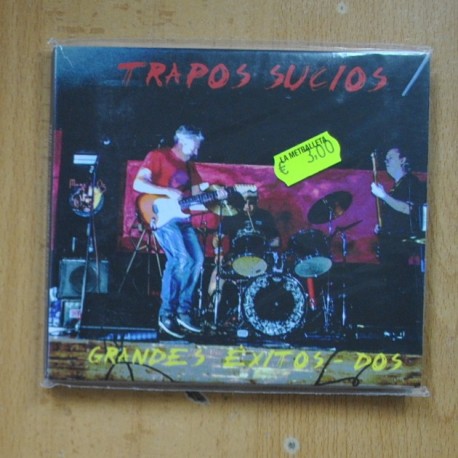 TRAPOS SUCIOS
LA METRALLETA
€ 3,00
GRANDES EXITOS - DOS